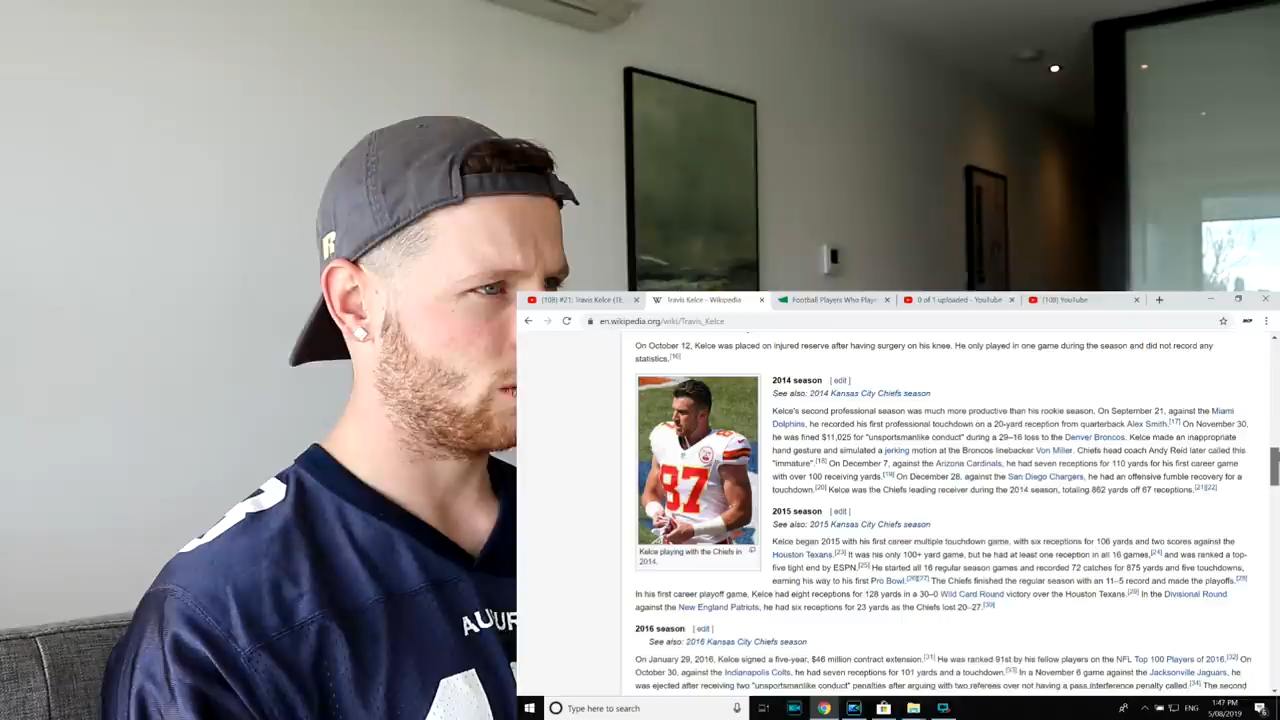 (108) #21: Travis Kelce (TE,
Travis Kelce - Wikipedia
Football Players Who Play
0 of 1 uploaded - YouTube
(108) YouTube
en.wikipedia.org/wiki/Travis_Kelce
On October 12, Kelce was placed on injured reserve after having surgery on his knee. He only played in one game during the season and did not record any
statistics.[16]
2014 season [ edit ]
See also: 2014 Kansas City Chiefs season
Kelce's second professional season was much more productive than his rookie season. On September 21, against the Miami
Dolphins, he recorded his first professional touchdown on a 20-yard reception from quarterback Alex Smith.[17] On November 30,
he was fined $11,025 for "unsportsmanlike conduct" during a 29–16 loss to the Denver Broncos. Kelce made an inappropriate
hand gesture and simulated a jerking motion at the Broncos linebacker Von Miller. Chiefs head coach Andy Reid later called this
"immature".[18] On December 7, against the Arizona Cardinals, he had seven receptions for 110 yards for his first career game
with over 100 receiving yards.[19] On December 28, against the San Diego Chargers, he had an offensive fumble recovery for a
touchdown.[20] Kelce was the Chiefs leading receiver during the 2014 season, totaling 862 yards off 67 receptions.[21][22]
87
Kelce playing with the Chiefs in
2014.
2015 season [ edit ]
See also: 2015 Kansas City Chiefs season
Kelce began 2015 with his first career multiple touchdown game, with six receptions for 106 yards and two scores against the
Houston Texans.[23] It was his only 100+ yard game, but he had at least one reception in all 16 games,[24] and was ranked a top-
five tight end by ESPN.[25] He started all 16 regular season games and recorded 72 catches for 875 yards and five touchdowns,
earning his way to his first Pro Bowl.[26][27] The Chiefs finished the regular season with an 11–5 record and made the playoffs.[28]
In his first career playoff game, Kelce had eight receptions for 128 yards in a 30–0 Wild Card Round victory over the Houston Texans.[29] In the Divisional Round
against the New England Patriots, he had six receptions for 23 yards as the Chiefs lost 20–27.[30]
2016 season [ edit ]
See also: 2016 Kansas City Chiefs season
On January 29, 2016, Kelce signed a five-year, $46 million contract extension.[31] He was ranked 91st by his fellow players on the NFL Top 100 Players of 2016.[32] On
October 30, against the Indianapolis Colts, he had seven receptions for 101 yards and a touchdown.[33] In a November 6 game against the Jacksonville Jaguars, he
was ejected after receiving two "unsportsmanlike conduct" penalties after arguing with two referees over not having a pass interference penalty called.[34] The second
AUBUR
Type here to search
ENG
1:47 PM
5/08/2019